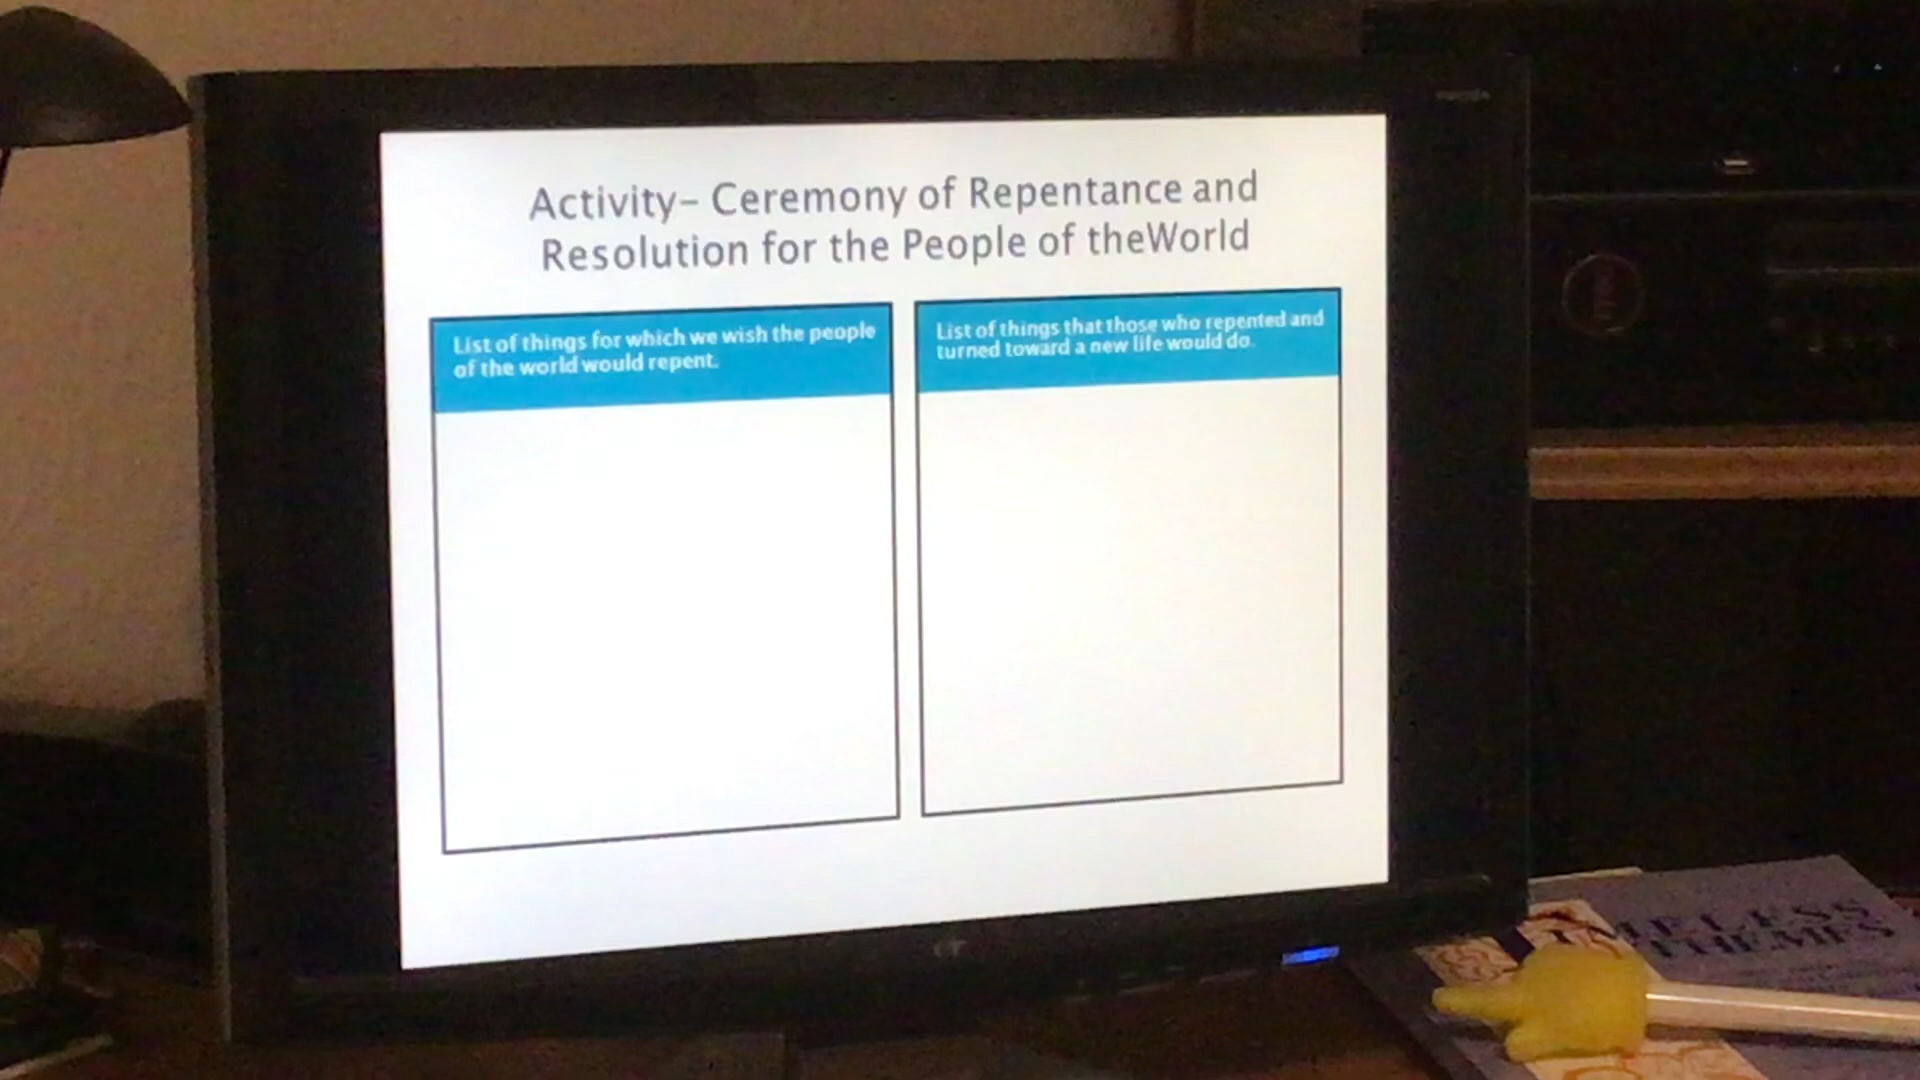 Activity– Ceremony of Repentance and
Resolution for the People of theWorld
List of things for which we wish the people
of the world would repent.
List of things that those who repented and
turned toward a new life would do.
THEMES